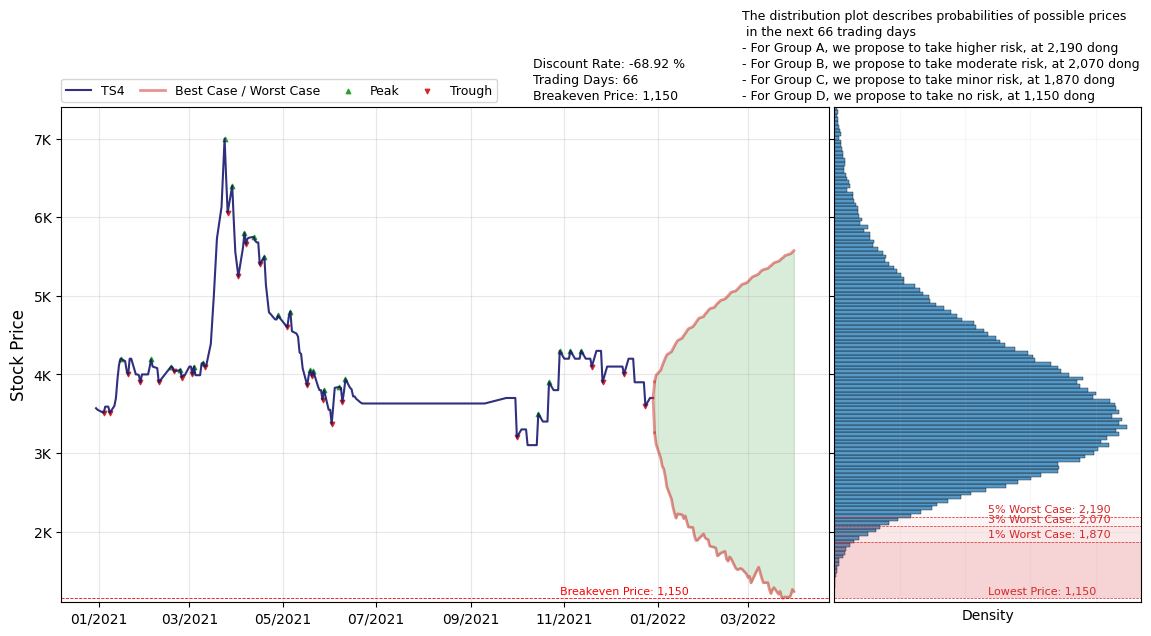 The distribution plot describes probabilities of possible prices
in the next 66 trading days
- For Group A, we propose to take higher risk, at 2,190 dong
- For Group B, we propose to take moderate risk, at 2,070 dong
- For Group C, we propose to take minor risk, at 1,870 dong
- For Group D, we propose to take no risk, at 1,150 dong
Discount Rate: -68.92 %
Trading Days: 66
Breakeven Price: 1,150
TS4 Best Case / Worst Case Peak Trough
Stock Price
7K
6K
5K
4K
3K
2K
Breakeven Price: 1,150
01/2021 03/2021 05/2021 07/2021 09/2021 11/2021 01/2022 03/2022
5% Worst Case: 2,190
3% Worst Case: 2,070
1% Worst Case: 1,870
Lowest Price: 1,150
Density